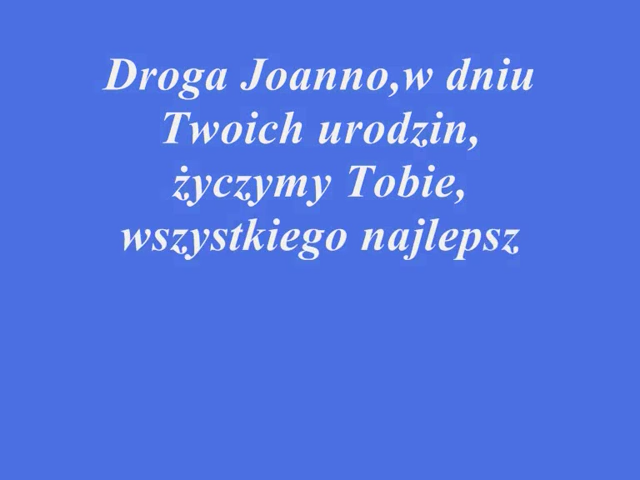 Droga Joanno,w dniu
Twoich urodzin,
życzymy Tobie,
wszystkiego najlepsz